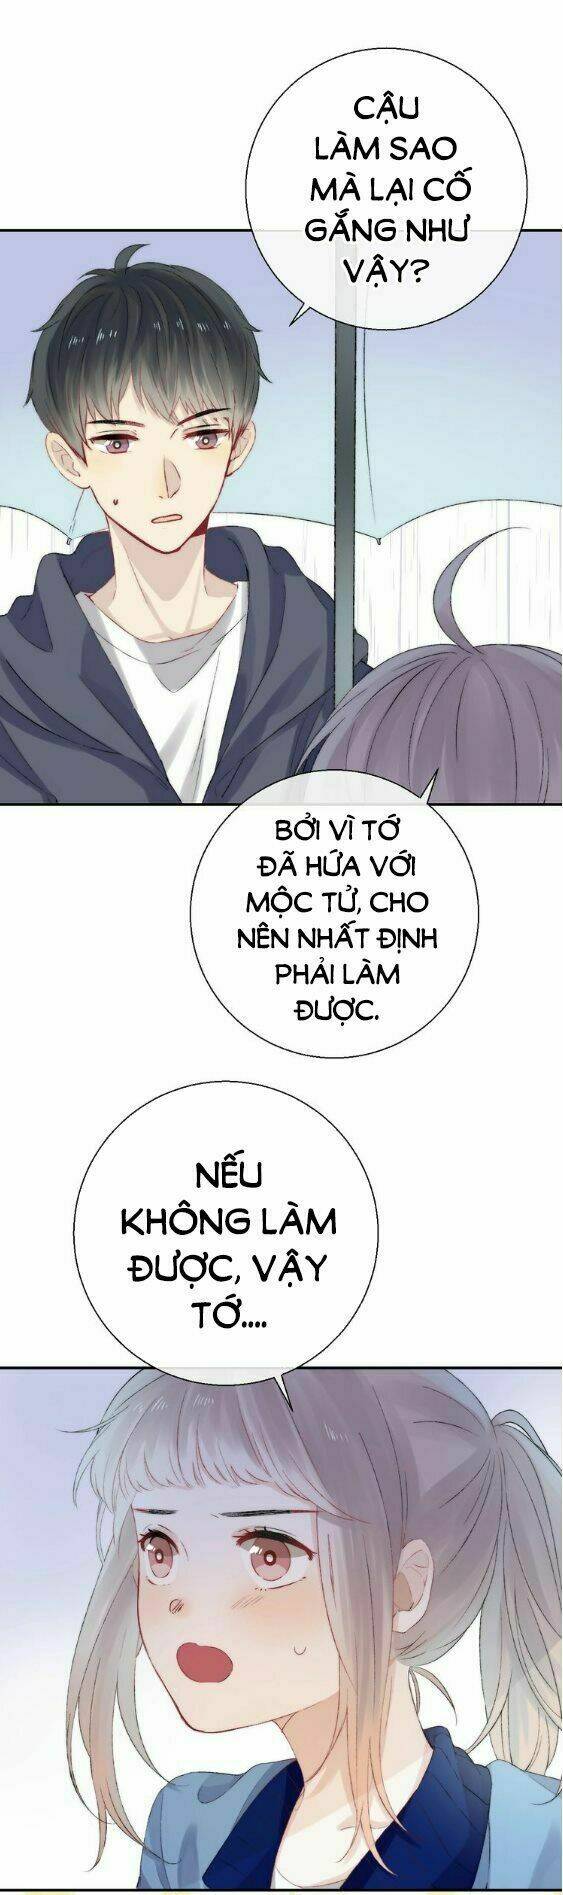 CẬU
LÀM SAO
MÀ LẠI CỐ
GẮNG NHƯ
VẬY?
BỞI VÌ TỚ
ĐÃ HỨA VỚI
MỘC TỬ, CHO
NÊN NHẤT ĐỊNH
PHẢI LÀM
ĐƯỢC.
NẾU
KHÔNG LÀM
ĐƯỢC, VẬY
TỚ....